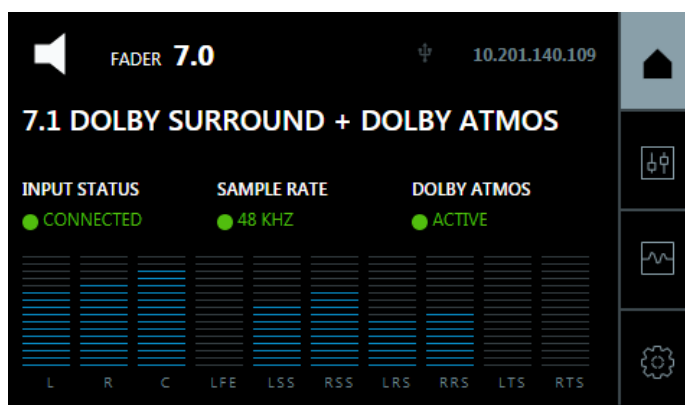 FADER 7.0 10.201.140.109
7.1 DOLBY SURROUND + DOLBY ATMOS
INPUT STATUS SAMPLE RATE DOLBY ATMOS
CONNECTED 48 KHZ ACTIVE
L R C LFE LSS RSS LRS RRS LTS RTS